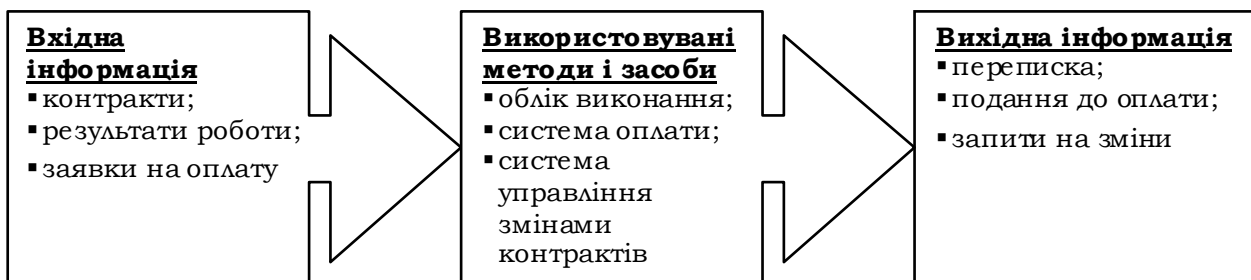 Вхідна
інформація
▪ контракти;
▪ результати роботи;
▪ заявки на оплату
Використовувані
методи і засоби
▪ облік виконання;
▪ система оплати;
▪ система
управління
змінами
контрактів
Вихідна інформація
▪ переписка;
▪ подання до оплати;
▪ запити на зміни